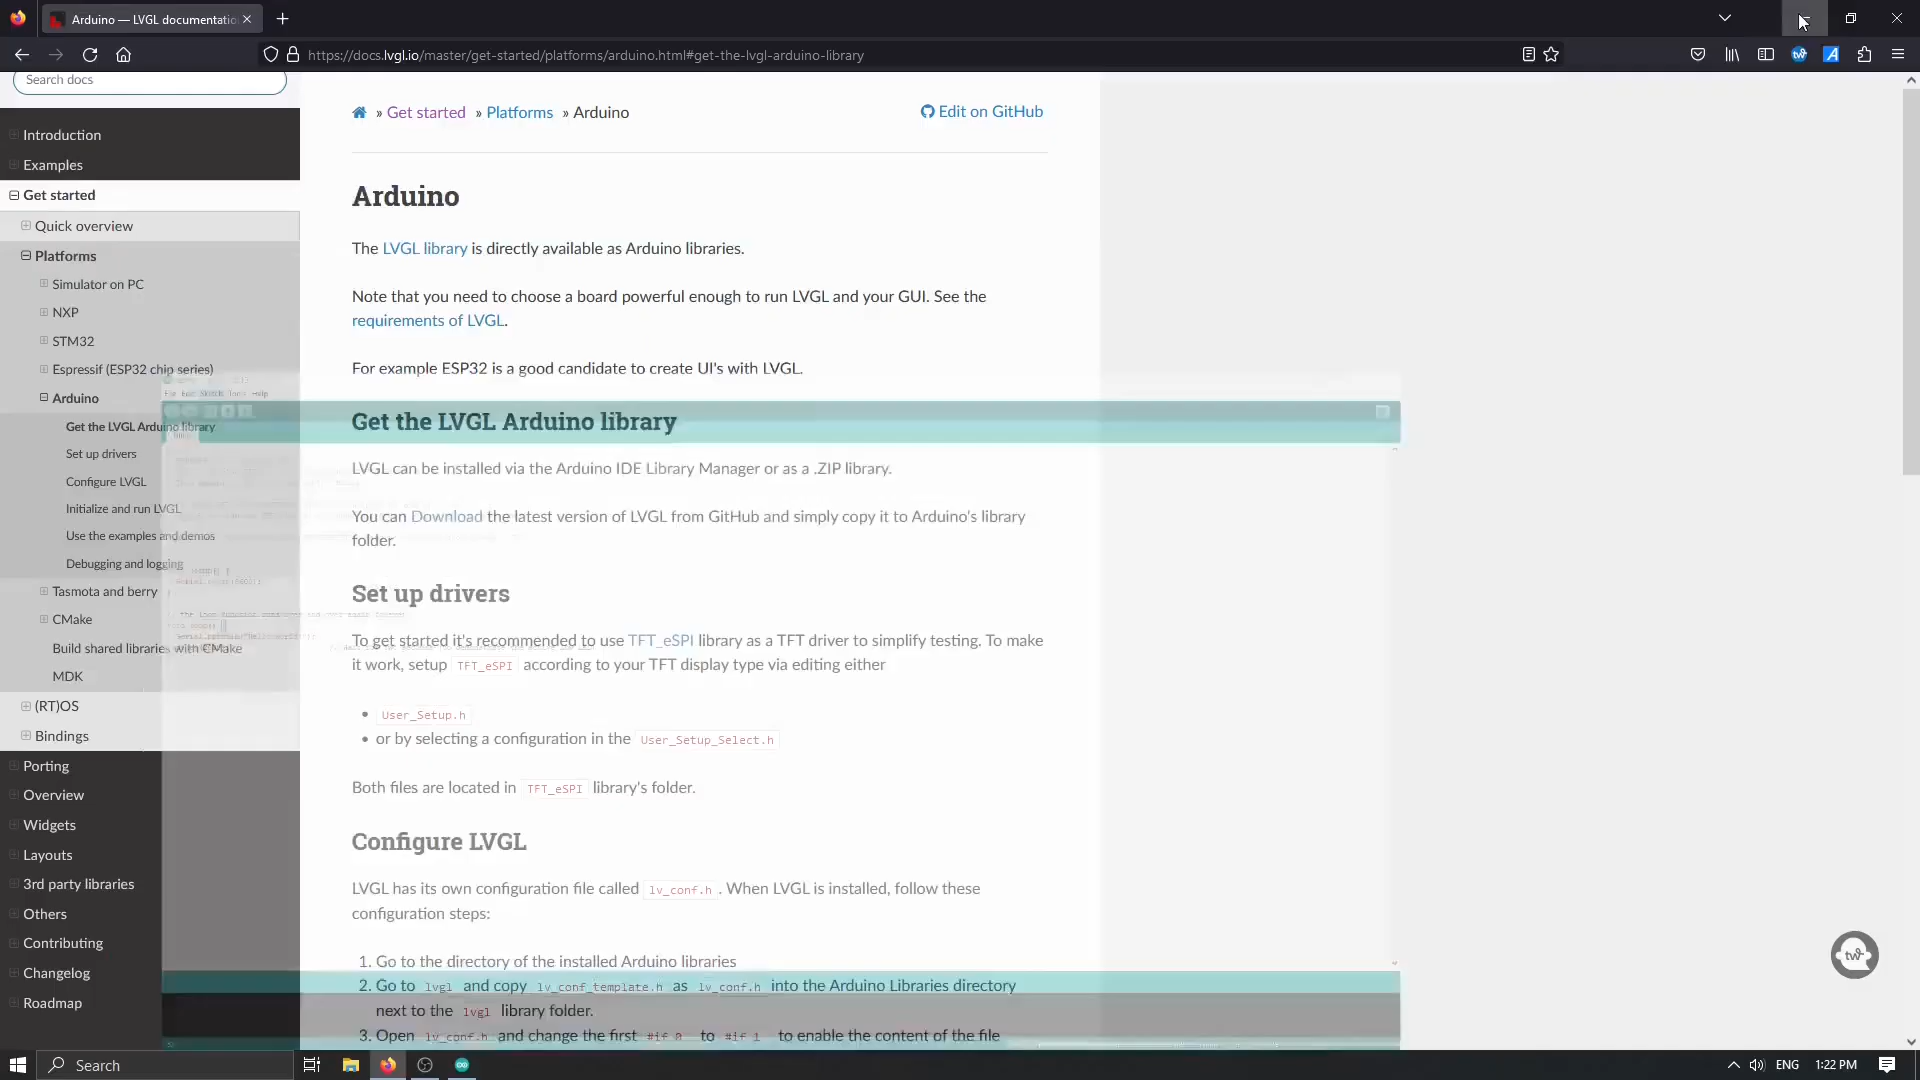 Arduino — LVGL documentatio
https://docs.lvgl.io/master/get-started/platforms/arduino.html#get-the-lvgl-arduino-library
Search docs
Introduction
Examples
Get started
Quick overview
Platforms
Simulator on PC
NXP
STM32
Espressif (ESP32 chip series)
Arduino
Get the LVGL Arduino library
Set up drivers
Configure LVGL
Initialize and run LVGL
Use the examples and demos
Debugging and logging
Tasmota and berry
CMake
Build shared libraries with CMake
MDK
(RT)OS
Bindings
Porting
Overview
Widgets
Layouts
3rd party libraries
Others
Contributing
Changelog
Roadmap
» Get started » Platforms » Arduino
Edit on GitHub
Arduino
The LVGL library is directly available as Arduino libraries.
Note that you need to choose a board powerful enough to run LVGL and your GUI. See the
requirements of LVGL.
For example ESP32 is a good candidate to create UI's with LVGL.
Get the LVGL Arduino library
LVGL can be installed via the Arduino IDE Library Manager or as a .ZIP library.
You can Download the latest version of LVGL from GitHub and simply copy it to Arduino's library
folder.
Set up drivers
To get started it's recommended to use TFT_eSPI library as a TFT driver to simplify testing. To make
it work, setup TFT_eSPI according to your TFT display type via editing either
• User_Setup.h
• or by selecting a configuration in the User_Setup_Select.h
Both files are located in TFT_eSPI library's folder.
Configure LVGL
LVGL has its own configuration file called lv_conf.h . When LVGL is installed, follow these
configuration steps:
1. Go to the directory of the installed Arduino libraries
2. Go to lvgl and copy lv_conf_template.h as lv_conf.h into the Arduino Libraries directory
next to the lvgl library folder.
3. Open lv_conf.h and change the first #if 0 to #if 1 to enable the content of the file
File Edit Sketch Tools Help
tw
Search
ENG
1:22 PM